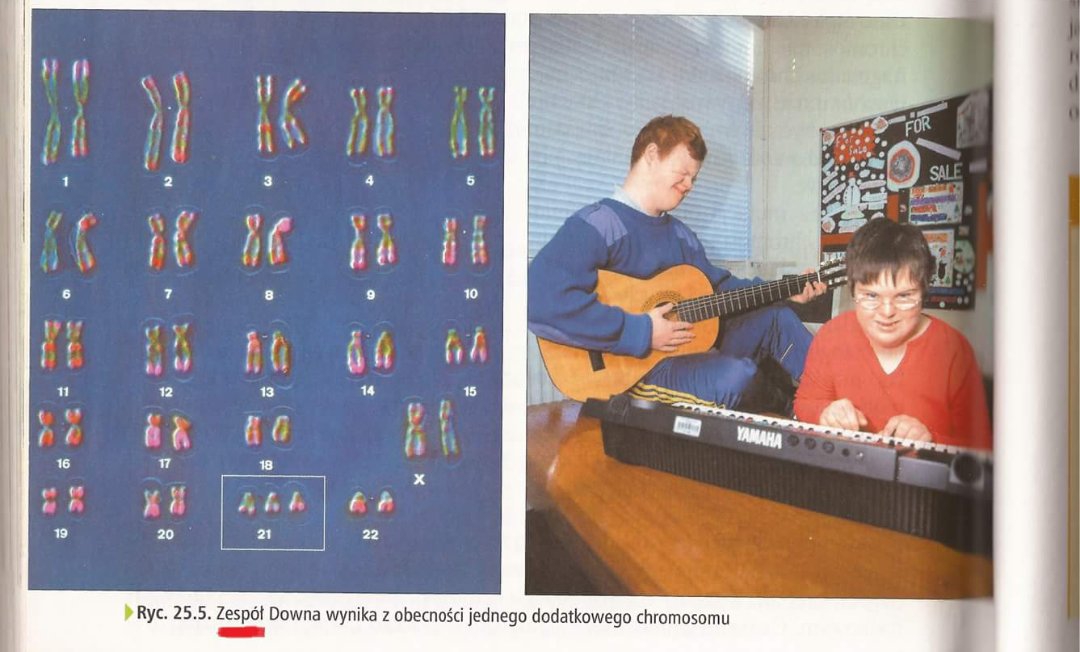 1 2 3 4 5
6 7 8 9 10
11 12 13 14 15
16 17 18 X
19 20 21 22
FOR
SALE
YAMAHA
Ryc. 25.5. Zespół Downa wynika z obecności jednego dodatkowego chromosomu